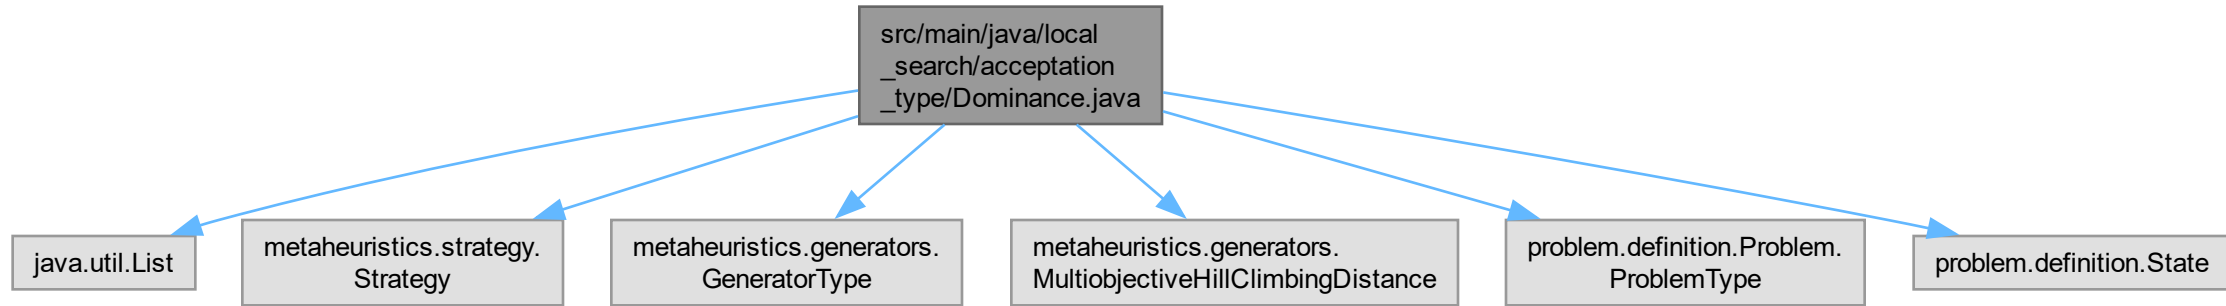 src/main/java/local
_search/acceptation
_type/Dominance.java
java.util.List
metaheuristics.strategy.
Strategy
metaheuristics.generators.
GeneratorType
metaheuristics.generators.
MultiobjectiveHillClimbingDistance
problem.definition.Problem.
ProblemType
problem.definition.State